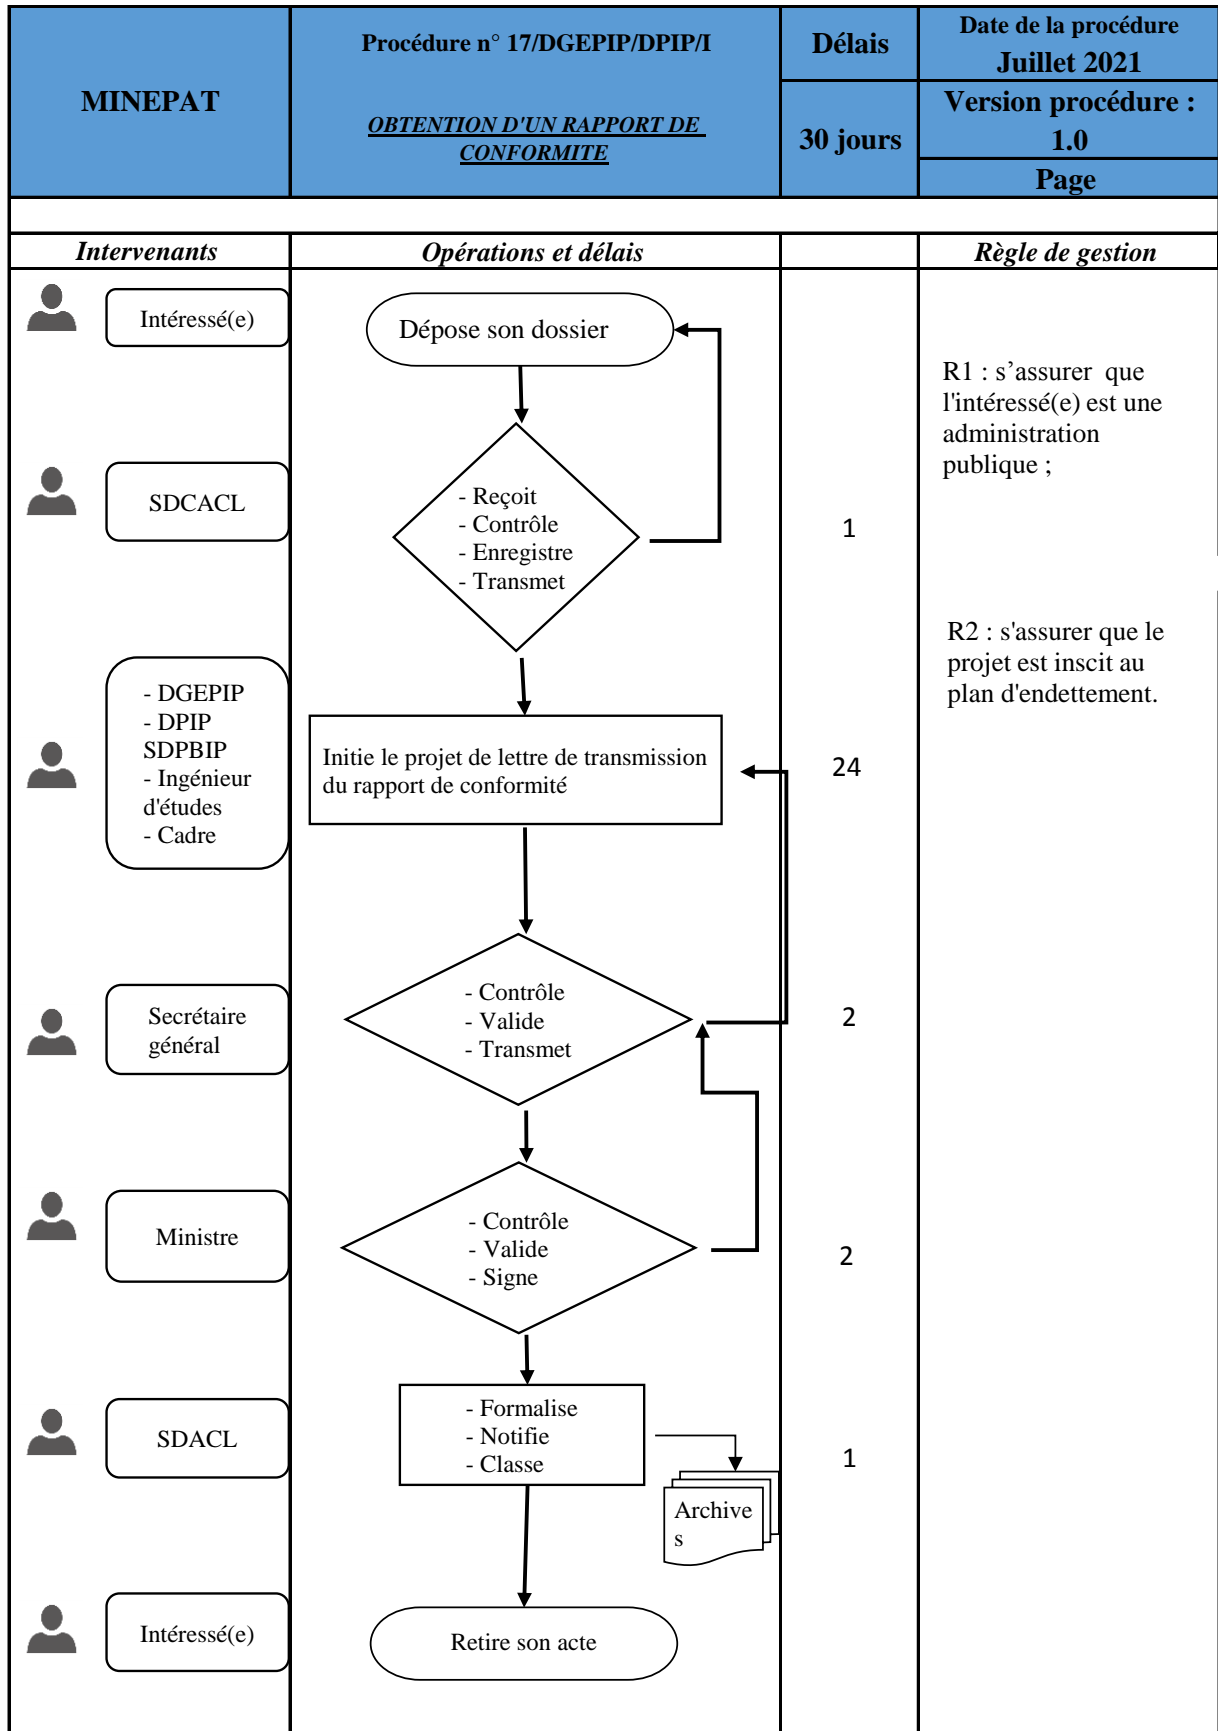 MINEPAT
Procédure n° 17/DGEPIP/DPIP/I
OBTENTION D'UN RAPPORT DE
CONFORMITE
Délais
30 jours
Date de la procédure
Juillet 2021
Version procédure :
1.0
Page
Intervenants
Opérations et délais
Règle de gestion
Intéressé(e)
Dépose son dossier
R1 : s’assurer que
l'intéressé(e) est une
administration
publique ;
SDCACL
- Reçoit
- Contrôle
- Enregistre
- Transmet
1
R2 : s'assurer que le
projet est inscit au
plan d'endettement.
- DGEPIP
- DPIP
SDPBIP
- Ingénieur
d'études
- Cadre
Initie le projet de lettre de transmission
du rapport de conformité
24
Secrétaire
général
- Contrôle
- Valide
- Transmet
2
Ministre
- Contrôle
- Valide
- Signe
2
SDACL
- Formalise
- Notifie
- Classe
1
Archive
s
Intéressé(e)
Retire son acte